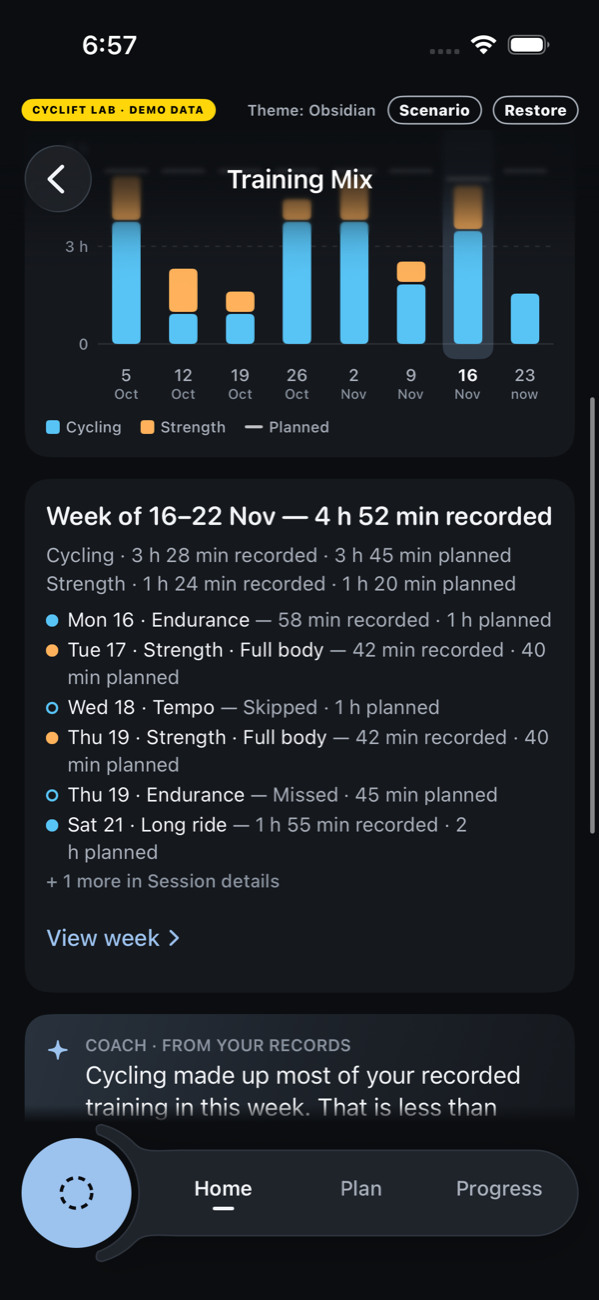 6:57
CYCLIFT LAB · DEMO DATA
Theme: Obsidian
Scenario
Restore
Training Mix
3 h
0
5 12 19 26 2 9 16 23
Oct Oct Oct Oct Nov Nov Nov now
Cycling Strength Planned
Week of 16–22 Nov — 4 h 52 min recorded
Cycling · 3 h 28 min recorded · 3 h 45 min planned
Strength · 1 h 24 min recorded · 1 h 20 min planned
Mon 16 · Endurance — 58 min recorded · 1 h planned
Tue 17 · Strength · Full body — 42 min recorded · 40
min planned
Wed 18 · Tempo — Skipped · 1 h planned
Thu 19 · Strength · Full body — 42 min recorded · 40
min planned
Thu 19 · Endurance — Missed · 45 min planned
Sat 21 · Long ride — 1 h 55 min recorded · 2
h planned
+ 1 more in Session details
View week
COACH · FROM YOUR RECORDS
Cycling made up most of your recorded
training in this week. That is less than
Home Plan Progress